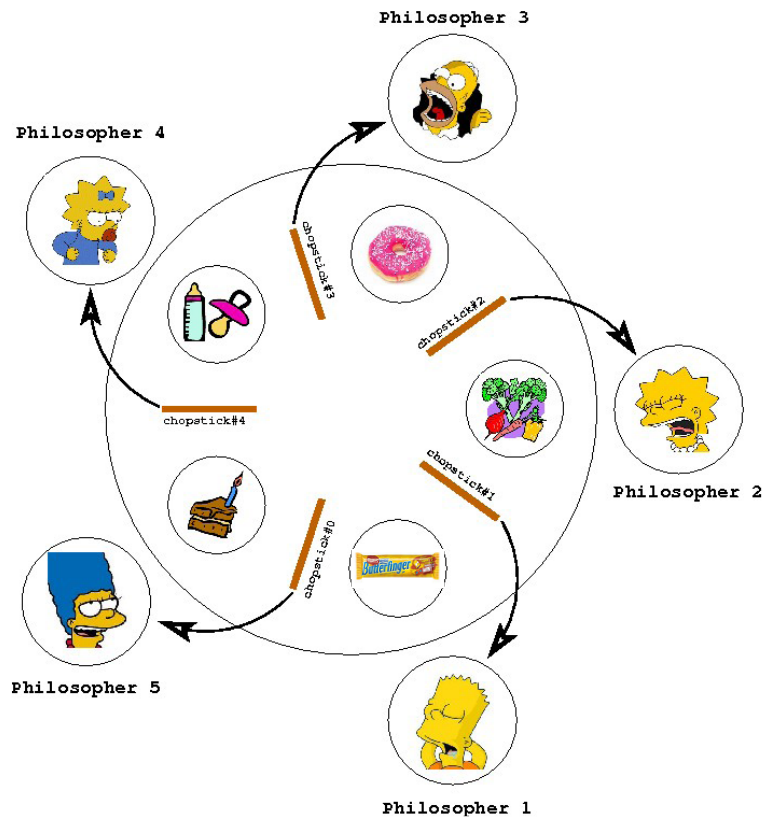 Philosopher 3
Philosopher 4
chopstick#3
chopstick#2
chopstick#4
chopstick#1
Philosopher 2
chopstick#0
Butterfinger
Philosopher 5
Philosopher 1